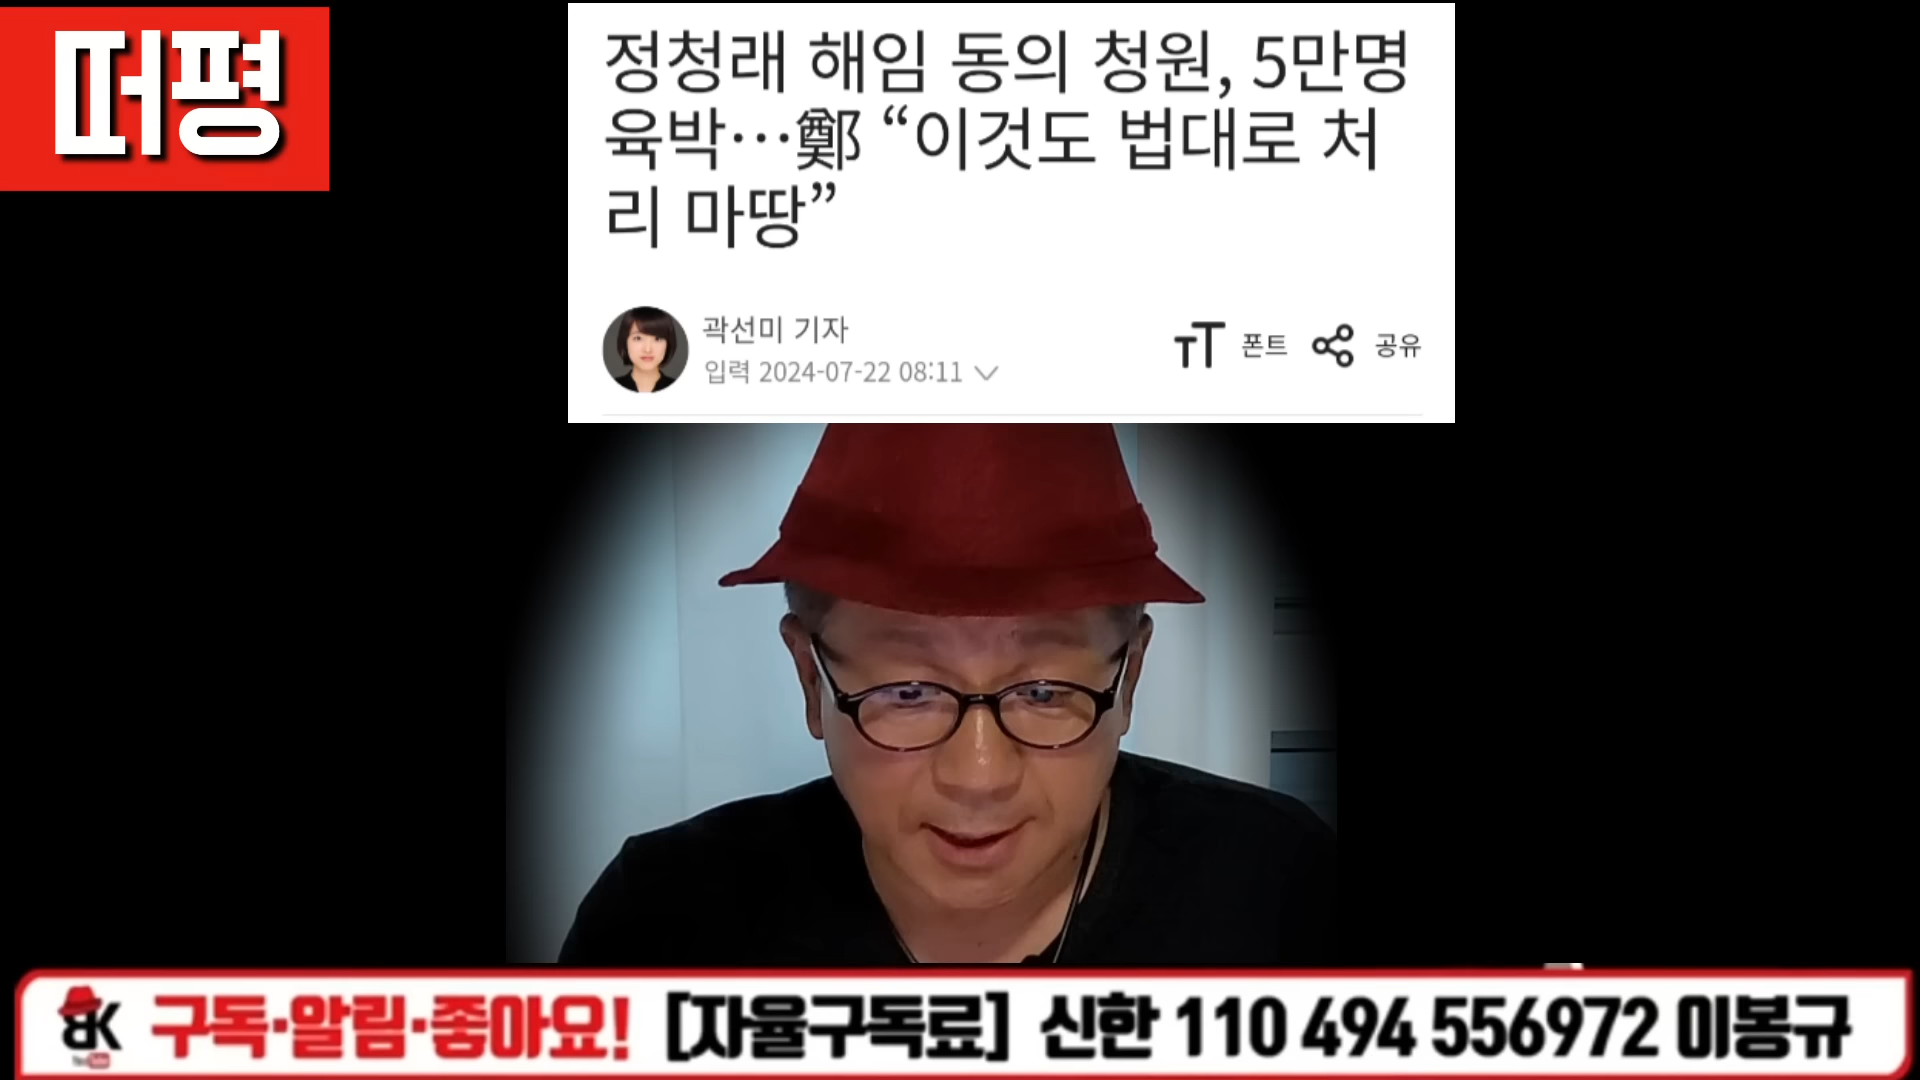 떠평
정청래 해임 동의 청원, 5만명
육박…鄭 “이것도 법대로 처
리 마땅”
곽선미 기자
입력 2024-07-22 08:11
폰트 공유
BK 구독·알림·좋아요! [자율구독료] 신한 110 494 556972 이봉규
YouTube